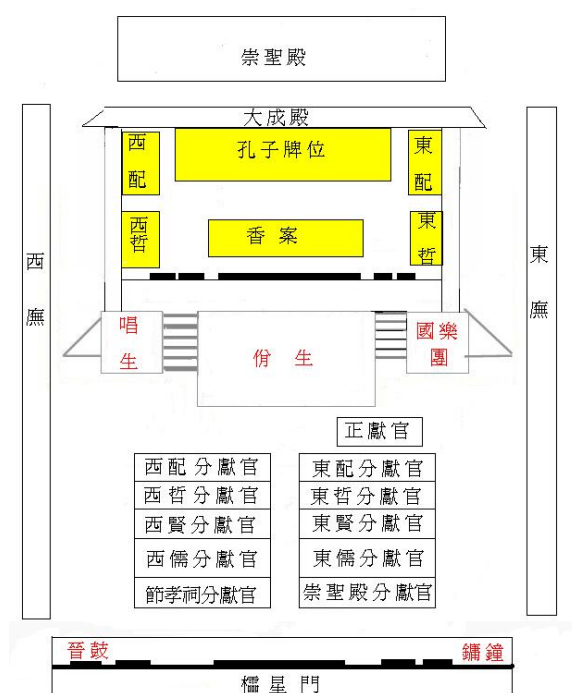 崇聖殿
大成殿
孔子牌位
西配
東配
西哲
香案
東哲
西廡
東廡
唱生
佾生
國樂團
正獻官
西配分獻官
東配分獻官
西哲分獻官
東哲分獻官
西賢分獻官
東賢分獻官
西儒分獻官
東儒分獻官
節孝祠分獻官
崇聖殿分獻官
晉鼓
鏞鐘
櫺星門